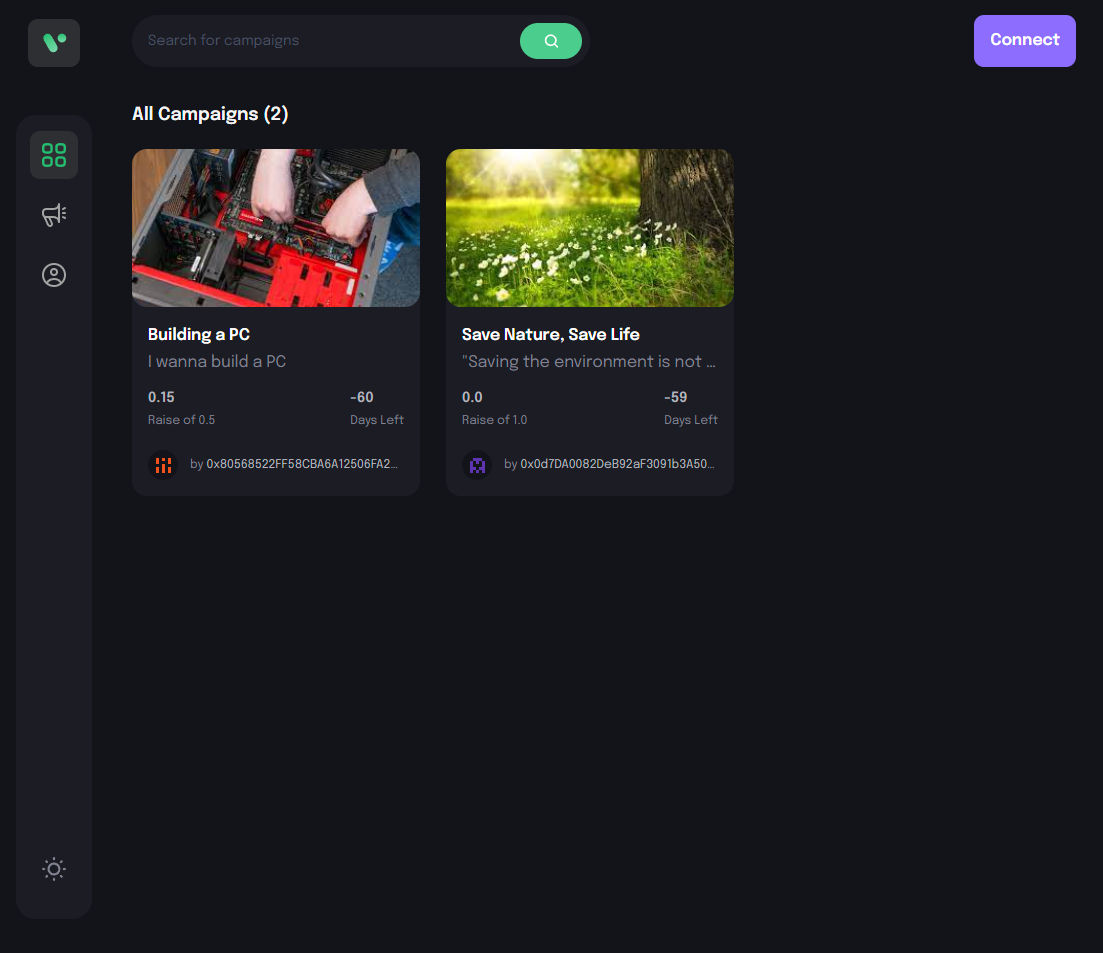 Search for campaigns
Connect
All Campaigns (2)
Building a PC
I wanna build a PC
0.15
-60
Raise of 0.5
Days Left
by 0x80568522FF58CBA6A12506FA2...
Save Nature, Save Life
"Saving the environment is not ...
0.0
-59
Raise of 1.0
Days Left
by 0x0d7DA0082DeB92aF3091b3A50...